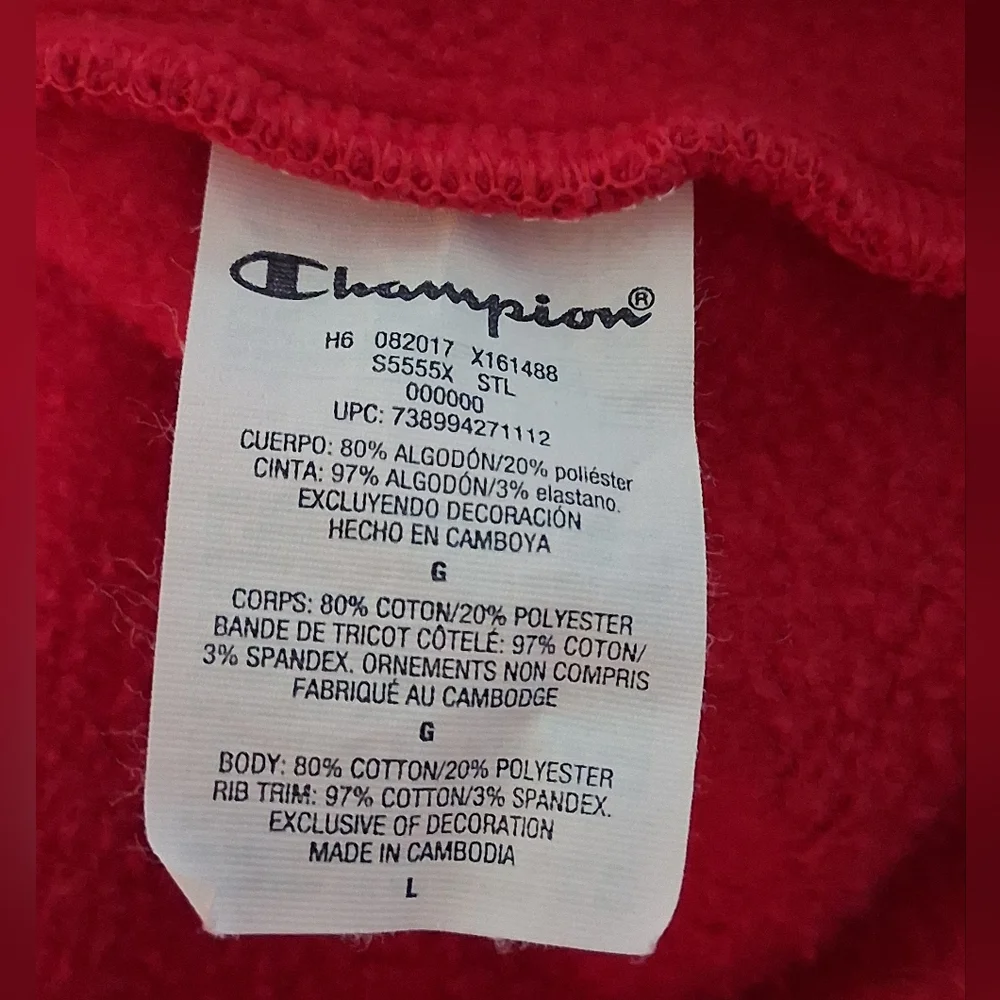 Champion®
H6 082017 X161488
S5555X STL
000000
UPC: 738994271112
CUERPO: 80% ALGODÓN/20% poliéster
CINTA: 97% ALGODÓN/3% elastano.
EXCLUYENDO DECORACIÓN
HECHO EN CAMBOYA
G
CORPS: 80% COTON/20% POLYESTER
BANDE DE TRICOT CÔTELÉ: 97% COTON/
3% SPANDEX. ORNEMENTS NON COMPRIS
FABRIQUÉ AU CAMBODGE
G
BODY: 80% COTTON/20% POLYESTER
RIB TRIM: 97% COTTON/3% SPANDEX.
EXCLUSIVE OF DECORATION
MADE IN CAMBODIA
L